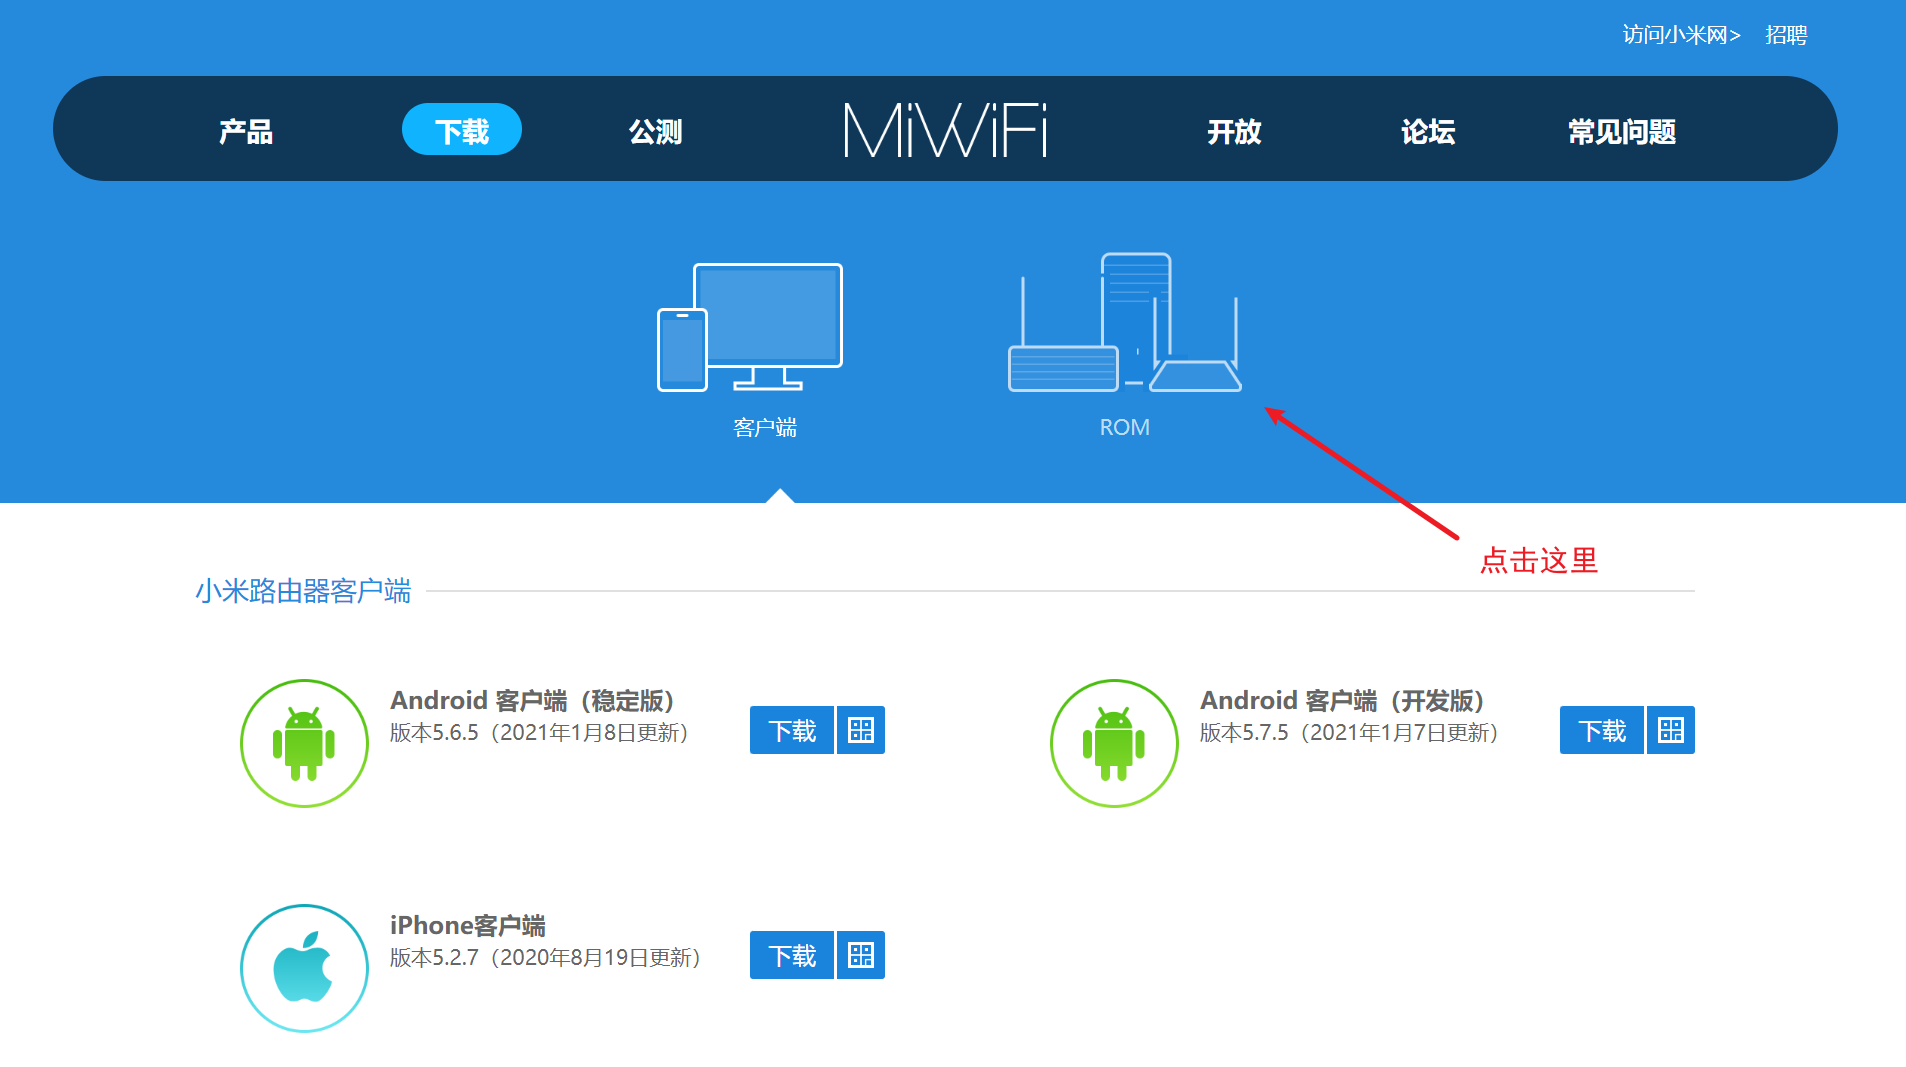 访问小米网> 招聘
产品 下载 公测 MiWiFi 开放 论坛 常见问题
客户端 ROM
点击这里
小米路由器客户端
Android 客户端（稳定版）
版本5.6.5（2021年1月8日更新）
下载
Android 客户端（开发版）
版本5.7.5（2021年1月7日更新）
下载
iPhone客户端
版本5.2.7（2020年8月19日更新）
下载